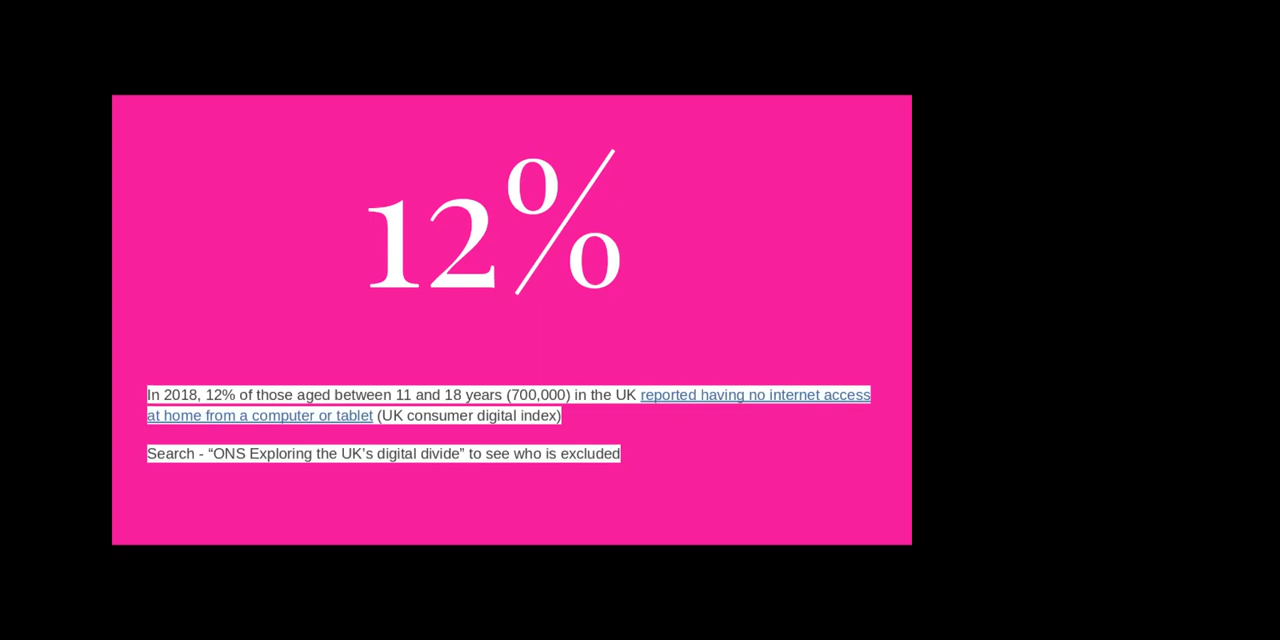 12%
In 2018, 12% of those aged between 11 and 18 years (700,000) in the UK reported having no internet access
at home from a computer or tablet (UK consumer digital index)
Search - “ONS Exploring the UK’s digital divide” to see who is excluded